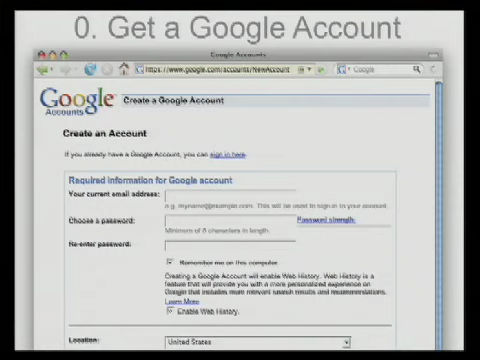 0. Get a Google Account
Google Accounts
https://www.google.com/accounts/NewAccount
Google
Google
Accounts
Create a Google Account
Create an Account
If you already have a Google Account, you can sign in here.
Required information for Google account
Your current email address:
e.g. myname@example.com. This will be used to sign-in to your account.
Choose a password:
Password strength:
Minimum of 8 characters in length.
Re-enter password:
Remember me on this computer.
Creating a Google Account will enable Web History. Web History is a
feature that will provide you with a more personalized experience on
Google that includes more relevant search results and recommendations.
Learn More
Enable Web History.
Location:
United States